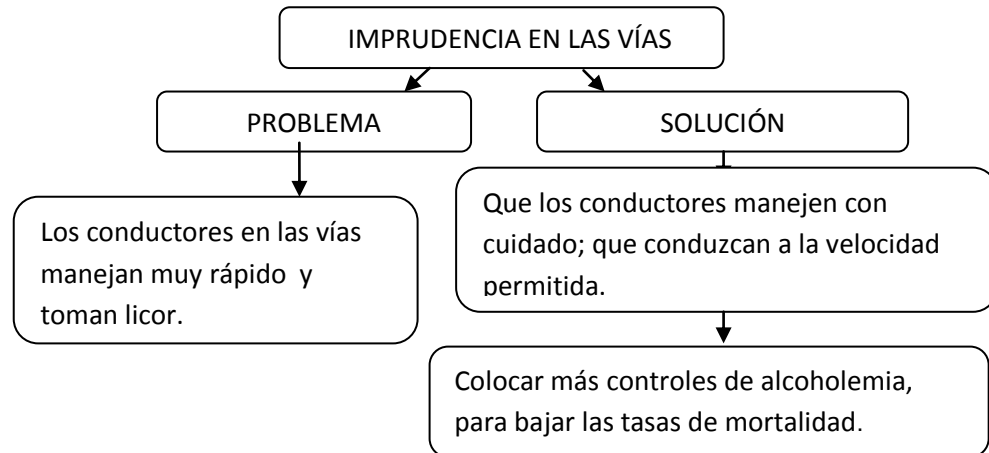 IMPRUDENCIA EN LAS VÍAS
PROBLEMA
SOLUCIÓN
Los conductores en las vías
manejan muy rápido y
toman licor.
Que los conductores manejen con
cuidado; que conduzcan a la velocidad
permitida.
Colocar más controles de alcoholemia,
para bajar las tasas de mortalidad.